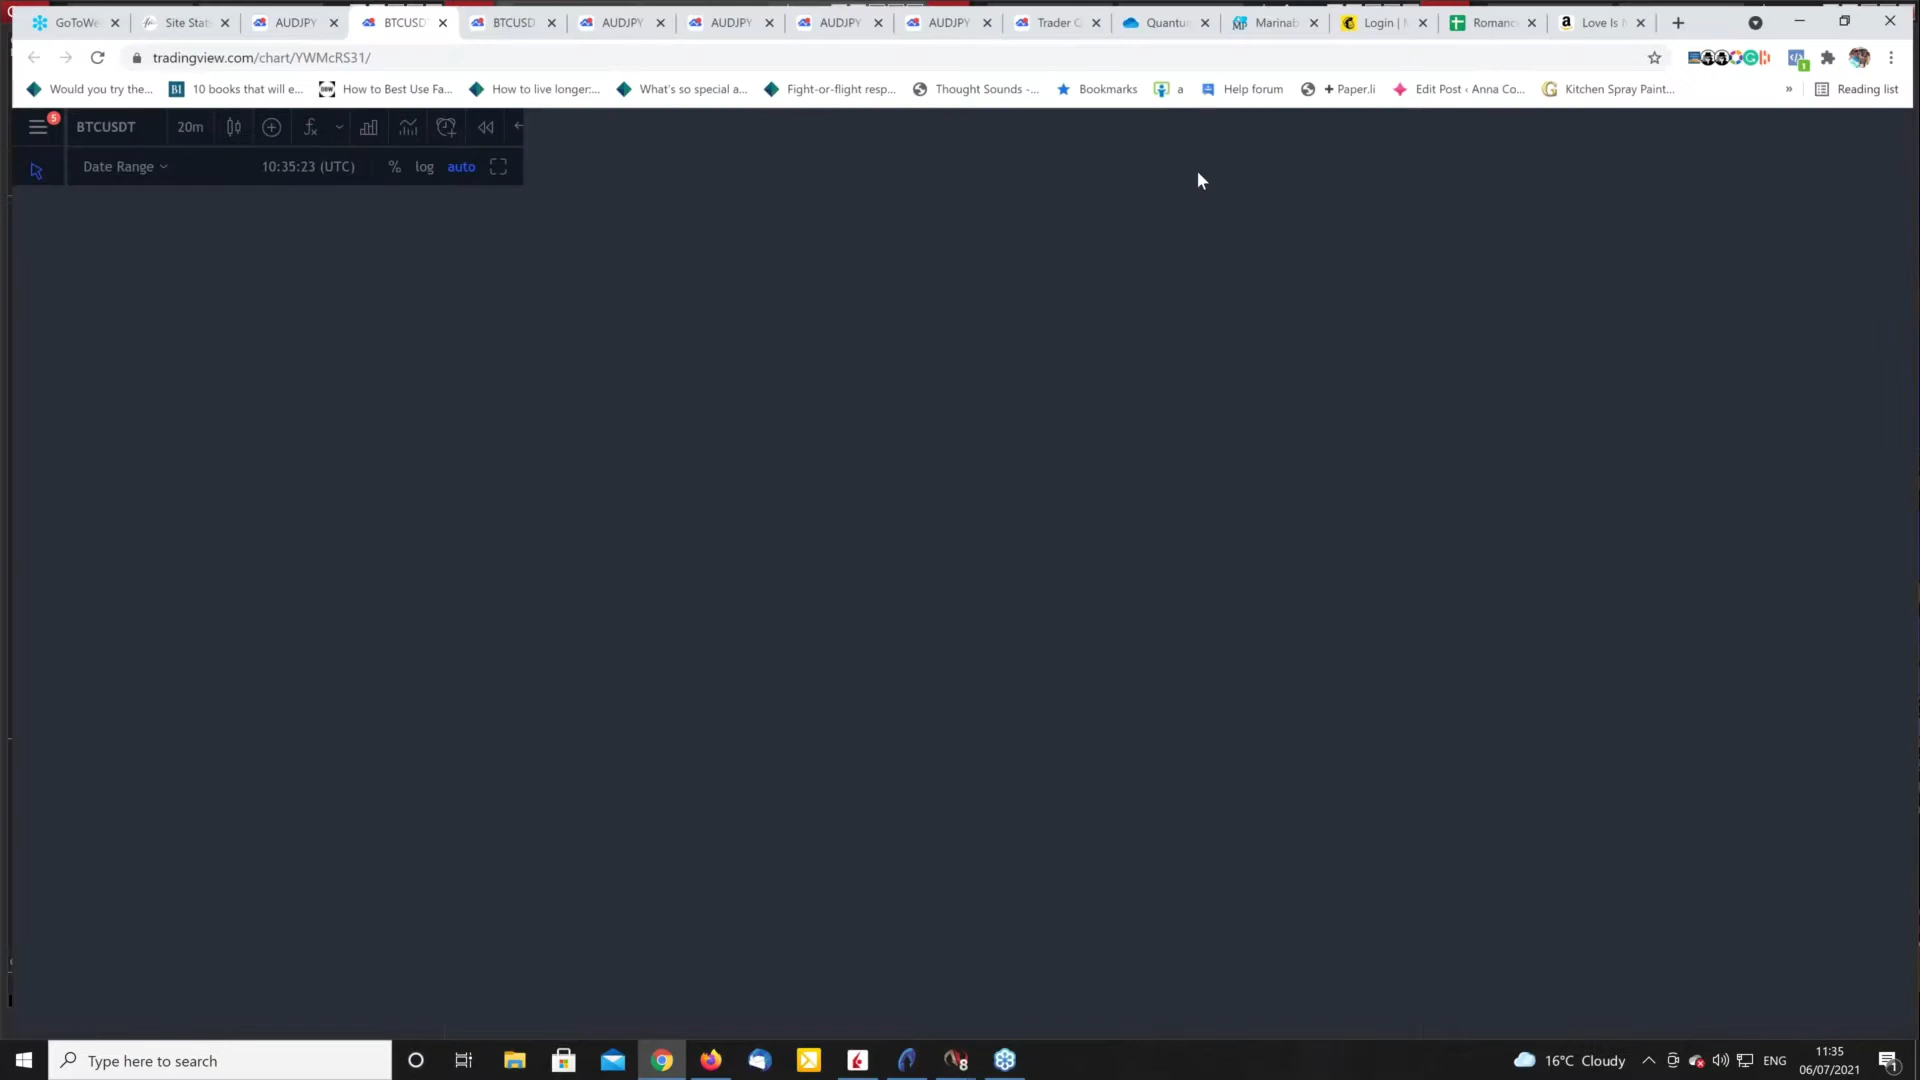 GoToWe Site Stat AUDJPY BTCUSD BTCUSD AUDJPY AUDJPY AUDJPY AUDJPY Trader Quantu Marinab Login | Romanc Love Is
tradingview.com/chart/YWMcRS31/
Would you try the... 10 books that will e... How to Best Use Fa... How to live longer:... What's so special a... Fight-or-flight resp... Thought Sounds -... Bookmarks a Help forum + Paper.li Edit Post ‹ Anna Co... Kitchen Spray Paint... » Reading list
5 BTCUSDT 20m
Date Range 10:35:23 (UTC) % log auto
Type here to search 16°C Cloudy ENG 11:35
06/07/2021